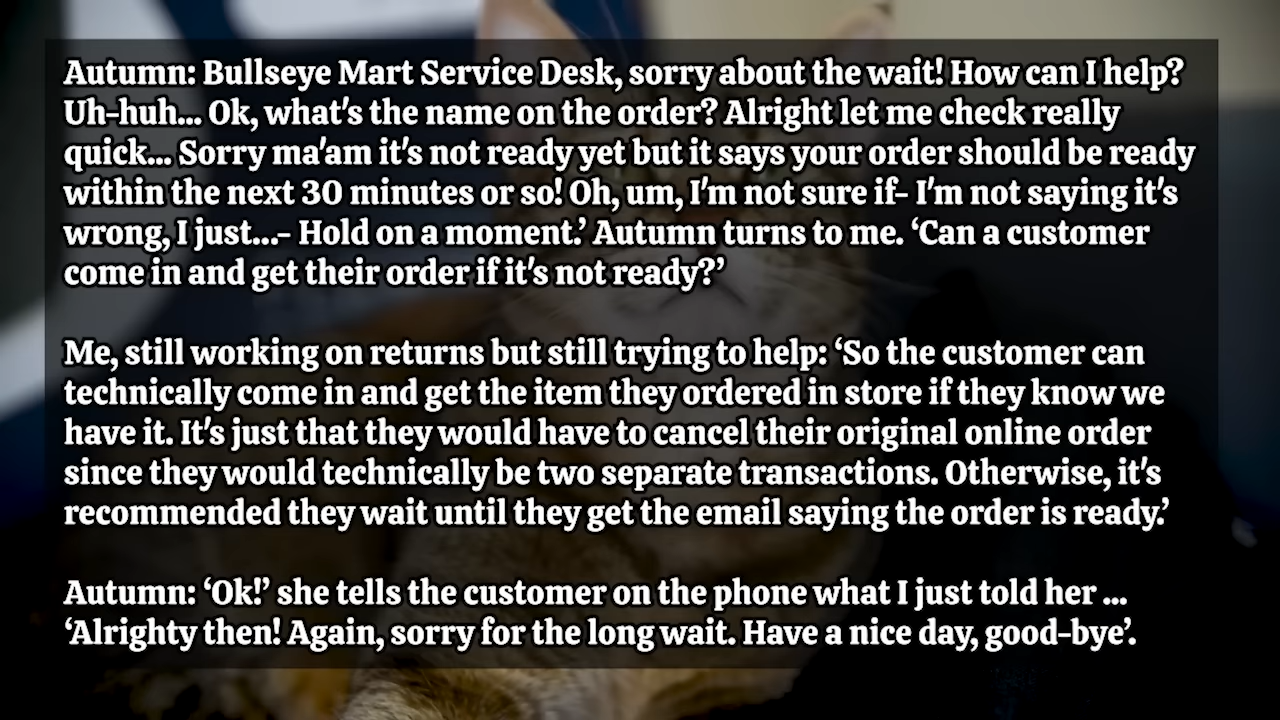 Autumn: Bullseye Mart Service Desk, sorry about the wait! How can I help?
Uh-huh... Ok, what's the name on the order? Alright let me check really
quick... Sorry ma'am it's not ready yet but it says your order should be ready
within the next 30 minutes or so! Oh, um, I'm not sure if- I'm not saying it's
wrong, I just...- Hold on a moment.’ Autumn turns to me. ‘Can a customer
come in and get their order if it's not ready?’
Me, still working on returns but still trying to help: ‘So the customer can
technically come in and get the item they ordered in store if they know we
have it. It's just that they would have to cancel their original online order
since they would technically be two separate transactions. Otherwise, it's
recommended they wait until they get the email saying the order is ready.’
Autumn: ‘Ok!’ she tells the customer on the phone what I just told her ...
‘Alrighty then! Again, sorry for the long wait. Have a nice day, good-bye’.